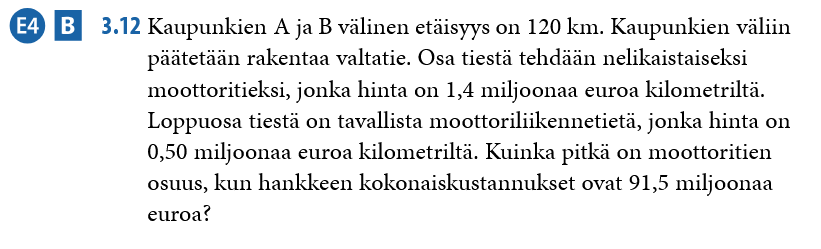 E4 B 3.12 Kaupunkien A ja B välinen etäisyys on 120 km. Kaupunkien väliin
päätetään rakentaa valtatie. Osa tiestä tehdään nelikaistaiseksi
moottoritieksi, jonka hinta on 1,4 miljoonaa euroa kilometriltä.
Loppuosa tiestä on tavallista moottoriliikennetietä, jonka hinta on
0,50 miljoonaa euroa kilometriltä. Kuinka pitkä on moottoritien
osuus, kun hankkeen kokonaiskustannukset ovat 91,5 miljoonaa
euroa?